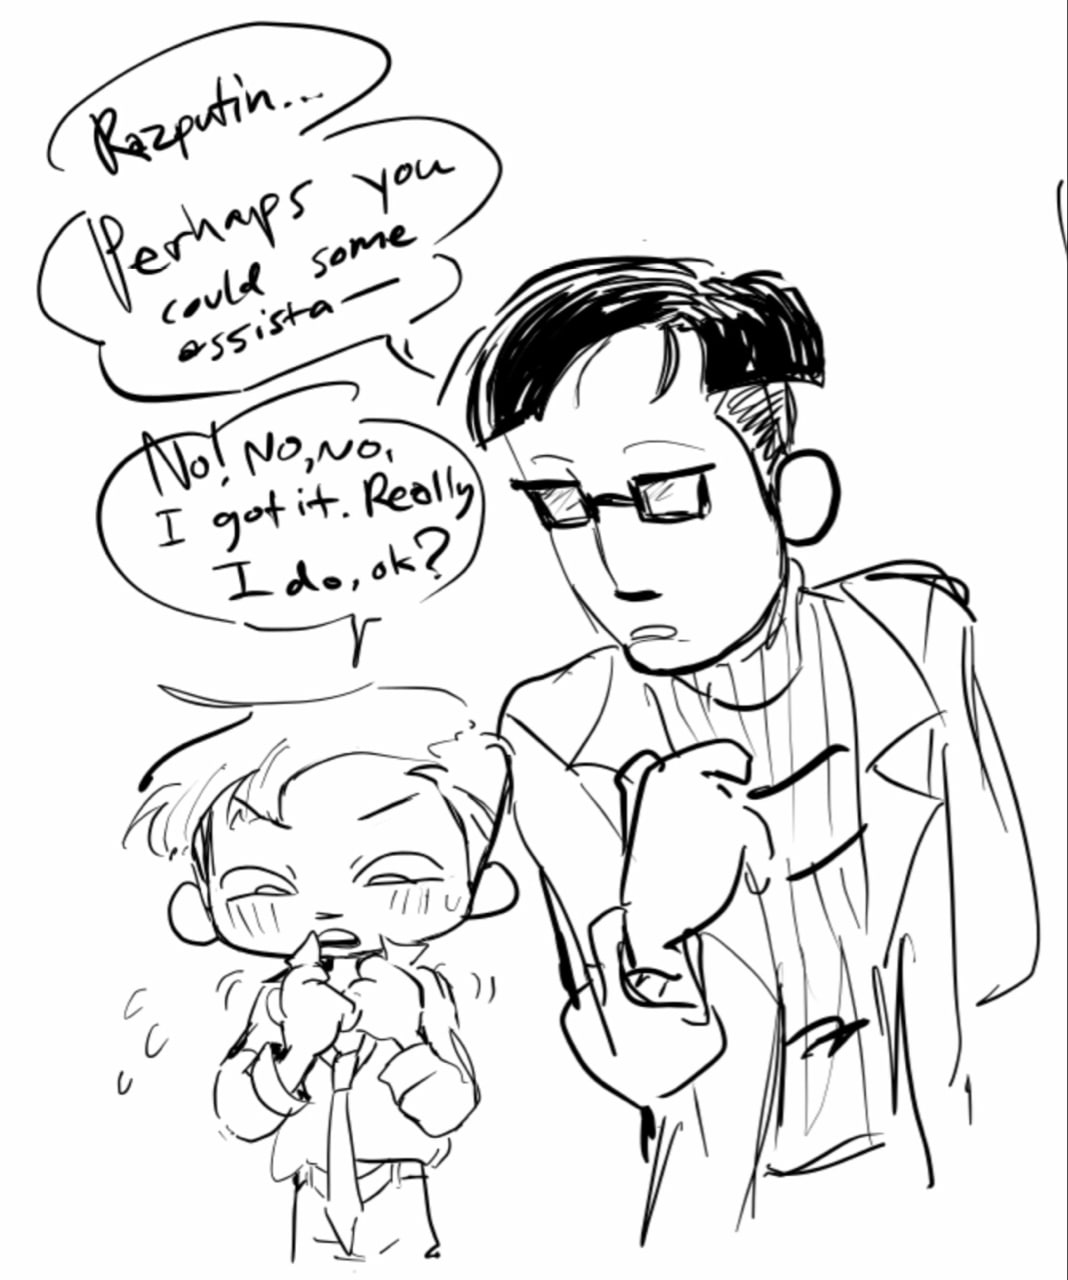 Razputin...
Perhaps you
could some
assista—
No! No, no,
I got it. Really
I do, ok?